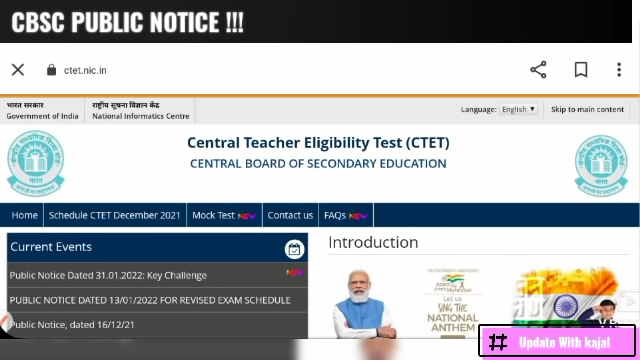 CBSC PUBLIC NOTICE !!!
ctet.nic.in
भारत सरकार
Government of India
राष्ट्रीय सूचना विज्ञान केंद्र
National Informatics Centre
Language: English
Skip to main content
Central Teacher Eligibility Test (CTET)
CENTRAL BOARD OF SECONDARY EDUCATION
Home
Schedule CTET December 2021
Mock Test NEW
Contact us
FAQs NEW
Current Events
Public Notice Dated 31.01.2022: Key Challenge NEW
PUBLIC NOTICE DATED 13/01/2022 FOR REVISED EXAM SCHEDULE
Public Notice, dated 16/12/21
Introduction
Let us
SING THE
NATIONAL
ANTHEM
# Update With kajal